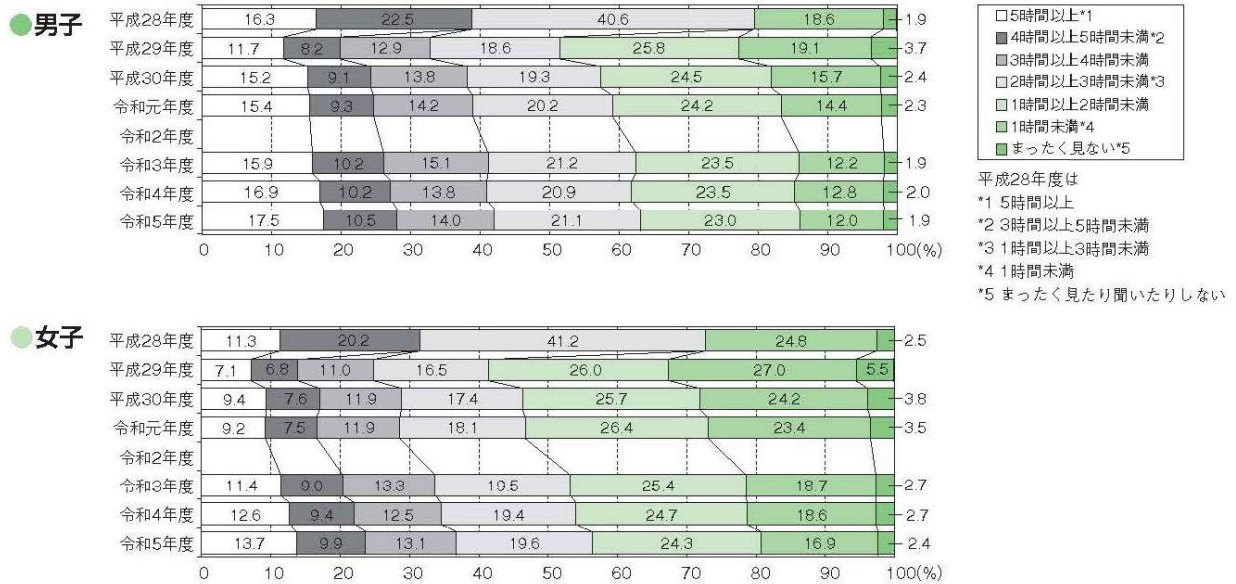 ●男子
平成28年度 16.3 22.5 40.6 18.6 1.9
平成29年度 11.7 8.2 12.9 18.6 25.8 19.1 3.7
平成30年度 15.2 9.1 13.8 19.3 24.5 15.7 2.4
令和元年度 15.4 9.3 14.2 20.2 24.2 14.4 2.3
令和2年度
令和3年度 15.9 10.2 15.1 21.2 23.5 12.2 1.9
令和4年度 16.9 10.2 13.8 20.9 23.5 12.8 2.0
令和5年度 17.5 10.5 14.0 21.1 23.0 12.0 1.9
0 10 20 30 40 50 60 70 80 90 100(%)
5時間以上*1
4時間以上5時間未満*2
3時間以上4時間未満
2時間以上3時間未満*3
1時間以上2時間未満
1時間未満*4
まったく見ない*5
平成28年度は
*1 5時間以上
*2 3時間以上5時間未満
*3 1時間以上3時間未満
*4 1時間未満
*5 まったく見たり聞いたりしない
●女子
平成28年度 11.3 20.2 41.2 24.8 2.5
平成29年度 7.1 6.8 11.0 16.5 26.0 27.0 5.5
平成30年度 9.4 7.6 11.9 17.4 25.7 24.2 3.8
令和元年度 9.2 7.5 11.9 18.1 26.4 23.4 3.5
令和2年度
令和3年度 11.4 9.0 13.3 19.5 25.4 18.7 2.7
令和4年度 12.6 9.4 12.5 19.4 24.7 18.6 2.7
令和5年度 13.7 9.9 13.1 19.6 24.3 16.9 2.4
0 10 20 30 40 50 60 70 80 90 100(%)